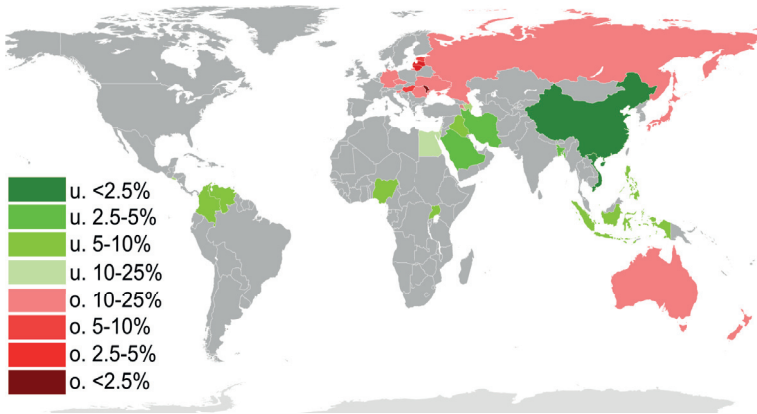 u. <2.5%
u. 2.5-5%
u. 5-10%
u. 10-25%
o. 10-25%
o. 5-10%
o. 2.5-5%
o. <2.5%